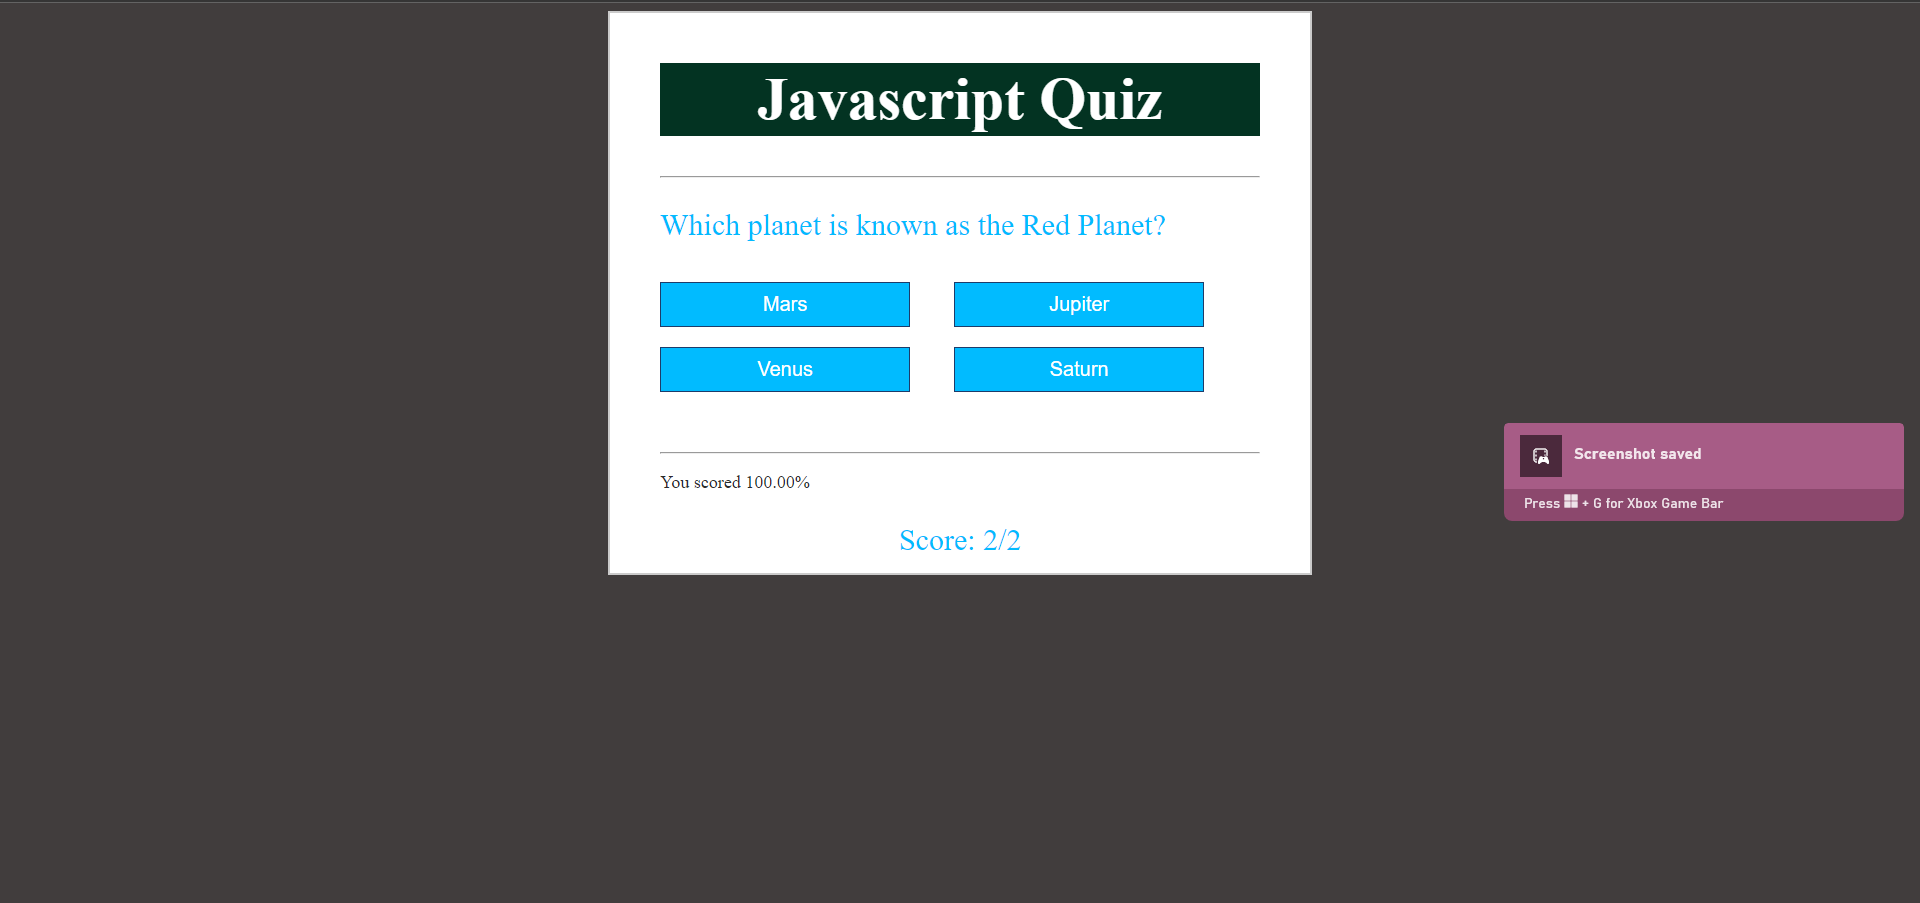 Javascript Quiz
Which planet is known as the Red Planet?
Mars
Jupiter
Venus
Saturn
You scored 100.00%
Score: 2/2
Screenshot saved
Press + G for Xbox Game Bar